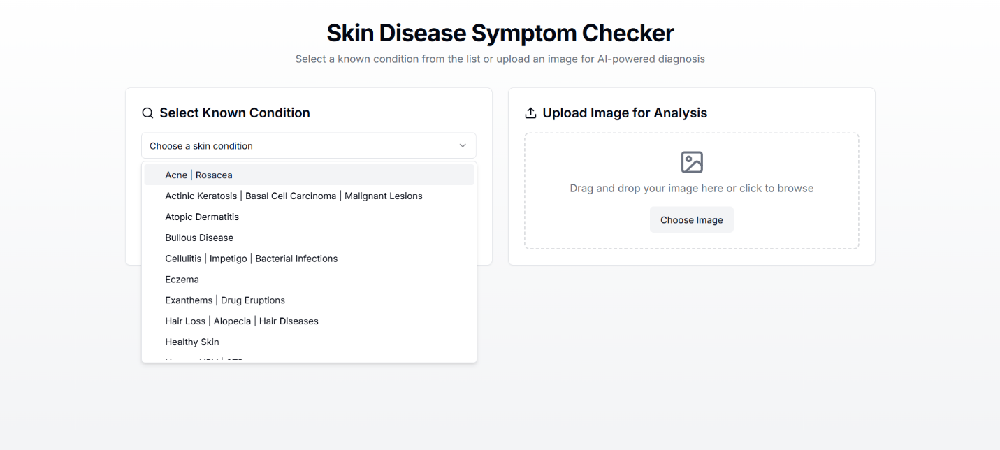 Skin Disease Symptom Checker
Select a known condition from the list or upload an image for AI-powered diagnosis
Select Known Condition
Choose a skin condition
Acne | Rosacea
Actinic Keratosis | Basal Cell Carcinoma | Malignant Lesions
Atopic Dermatitis
Bullous Disease
Cellulitis | Impetigo | Bacterial Infections
Eczema
Exanthems | Drug Eruptions
Hair Loss | Alopecia | Hair Diseases
Healthy Skin
Upload Image for Analysis
Drag and drop your image here or click to browse
Choose Image